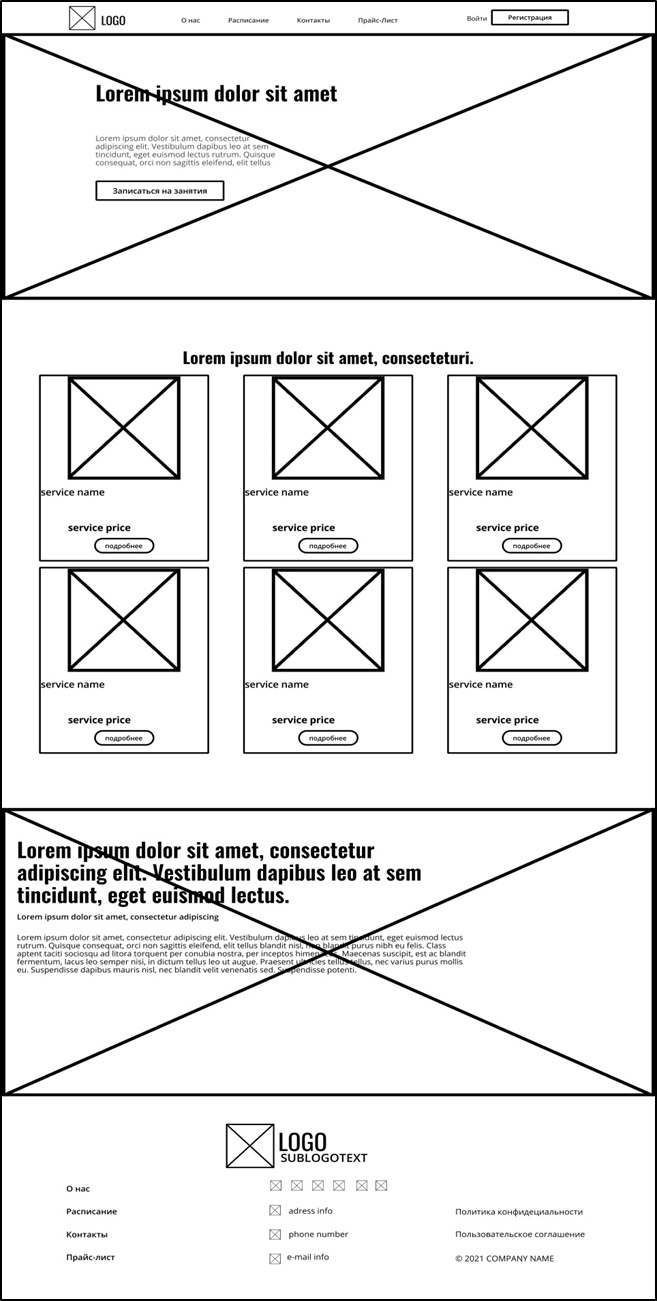 LOGO О нас Расписание Контакты Прайс-Лист Войти Регистрация
Lorem ipsum dolor sit amet
Lorem ipsum dolor sit amet, consectetur
adipiscing elit. Vestibulum dapibus leo at sem
tincidunt, eget euismod lectus rutrum. Quisque
consequat, orci non sagittis eleifend, elit tellus
Записаться на занятия
Lorem ipsum dolor sit amet, consecteturi.
service name service name service name
service price service price service price
подробнее подробнее подробнее
service name service name service name
service price service price service price
подробнее подробнее подробнее
Lorem ipsum dolor sit amet, consectetur
adipiscing elit. Vestibulum dapibus leo at sem
tincidunt, eget euismod lectus.
Lorem ipsum dolor sit amet, consectetur adipiscing
Lorem ipsum dolor sit amet, consectetur adipiscing elit. Vestibulum dapibus leo at sem tincidunt, eget euismod lectus
rutrum. Quisque consequat, orci non sagittis eleifend, elit tellus blandit nisl, non blandit purus nibh eu felis. Class
aptent taciti sociosqu ad litora torquent per conubia nostra, per inceptos himenaeos. Maecenas suscipit, est ac blandit
fermentum, lacus leo semper nisi, in dictum tellus leo ut augue. Praesent ultricies tellus tellus, nec varius purus mollis
eu. Suspendisse dapibus mauris nisl, nec blandit velit venenatis sed. Suspendisse potenti.
LOGO
SUBLOGOTEXT
О нас
Расписание adress info Политика конфидециальности
Контакты phone number Пользовательское соглашение
Прайс-лист e-mail info © 2021 COMPANY NAME